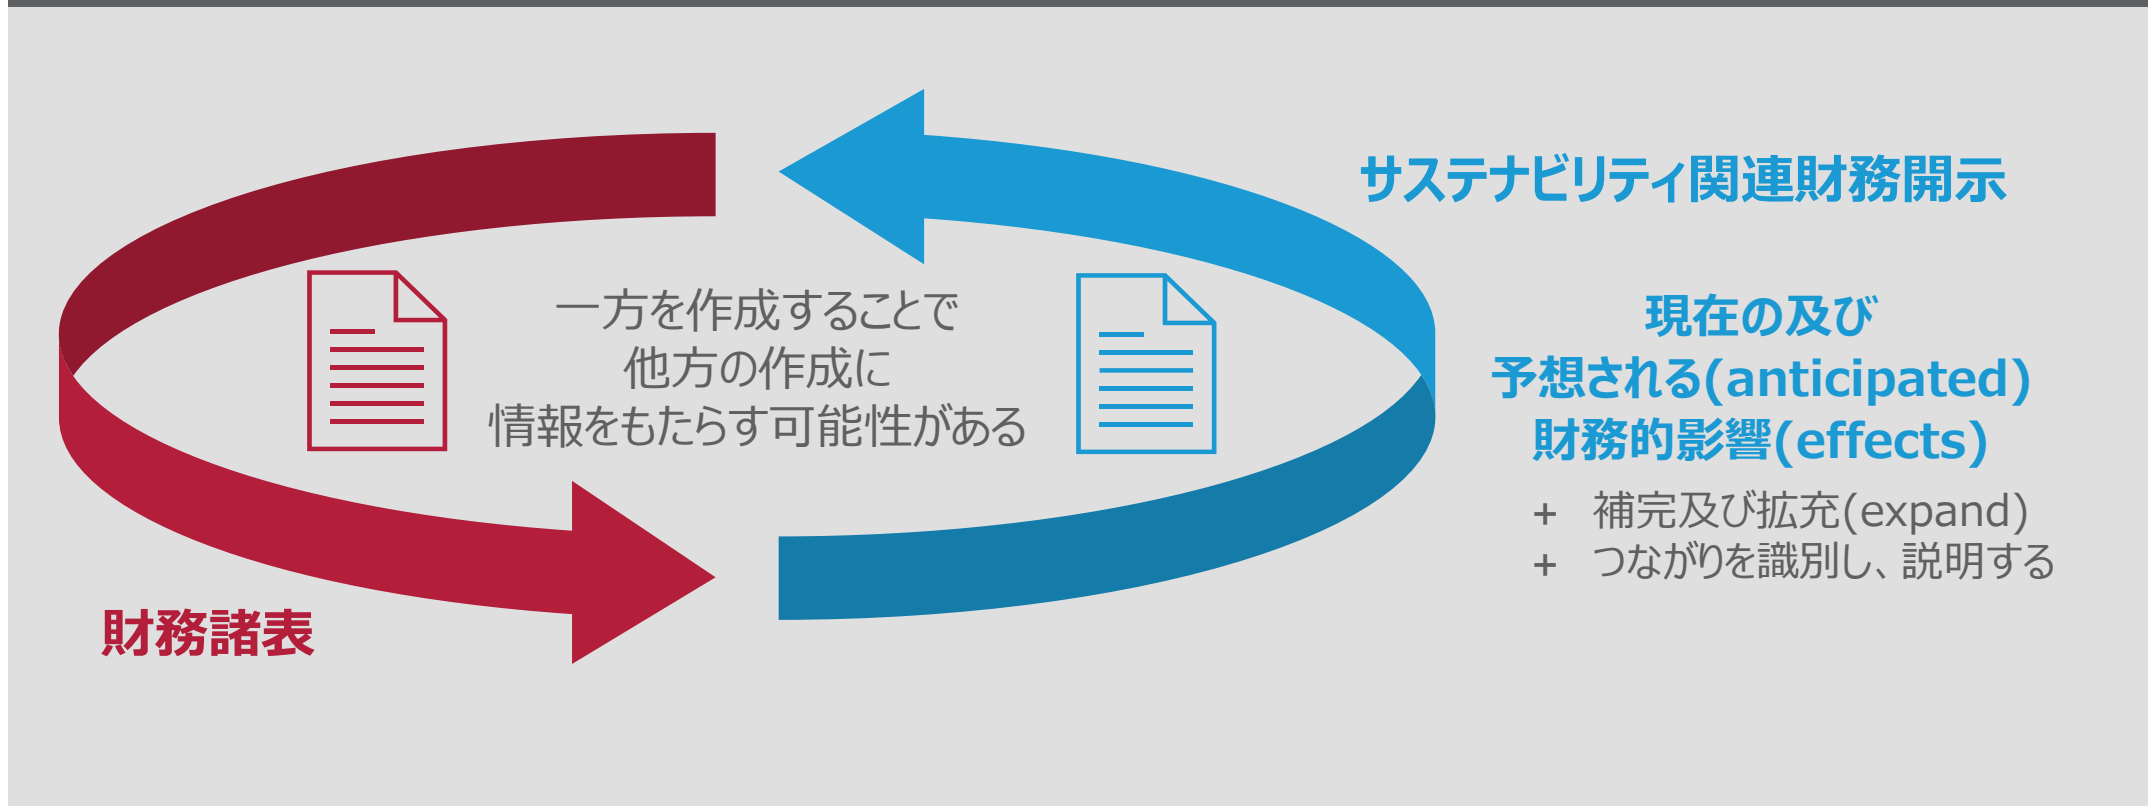 サステナビリティ関連財務開示
一方を作成することで
他方の作成に
情報をもたらす可能性がある
現在の及び
予想される(anticipated)
財務的影響(effects)
+ 補完及び拡充(expand)
+ つながりを識別し、説明する
財務諸表